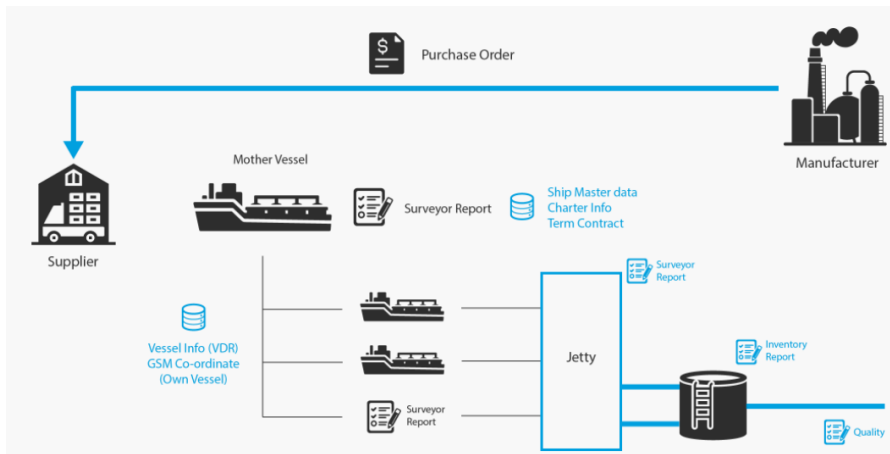 $
Purchase Order
Manufacturer
Mother Vessel
Surveyor Report
Ship Master data
Charter Info
Term Contract
Supplier
Surveyor
Report
Vessel Info (VDR)
GSM Co-ordinate
(Own Vessel)
Jetty
Inventory
Report
Surveyor
Report
Quality